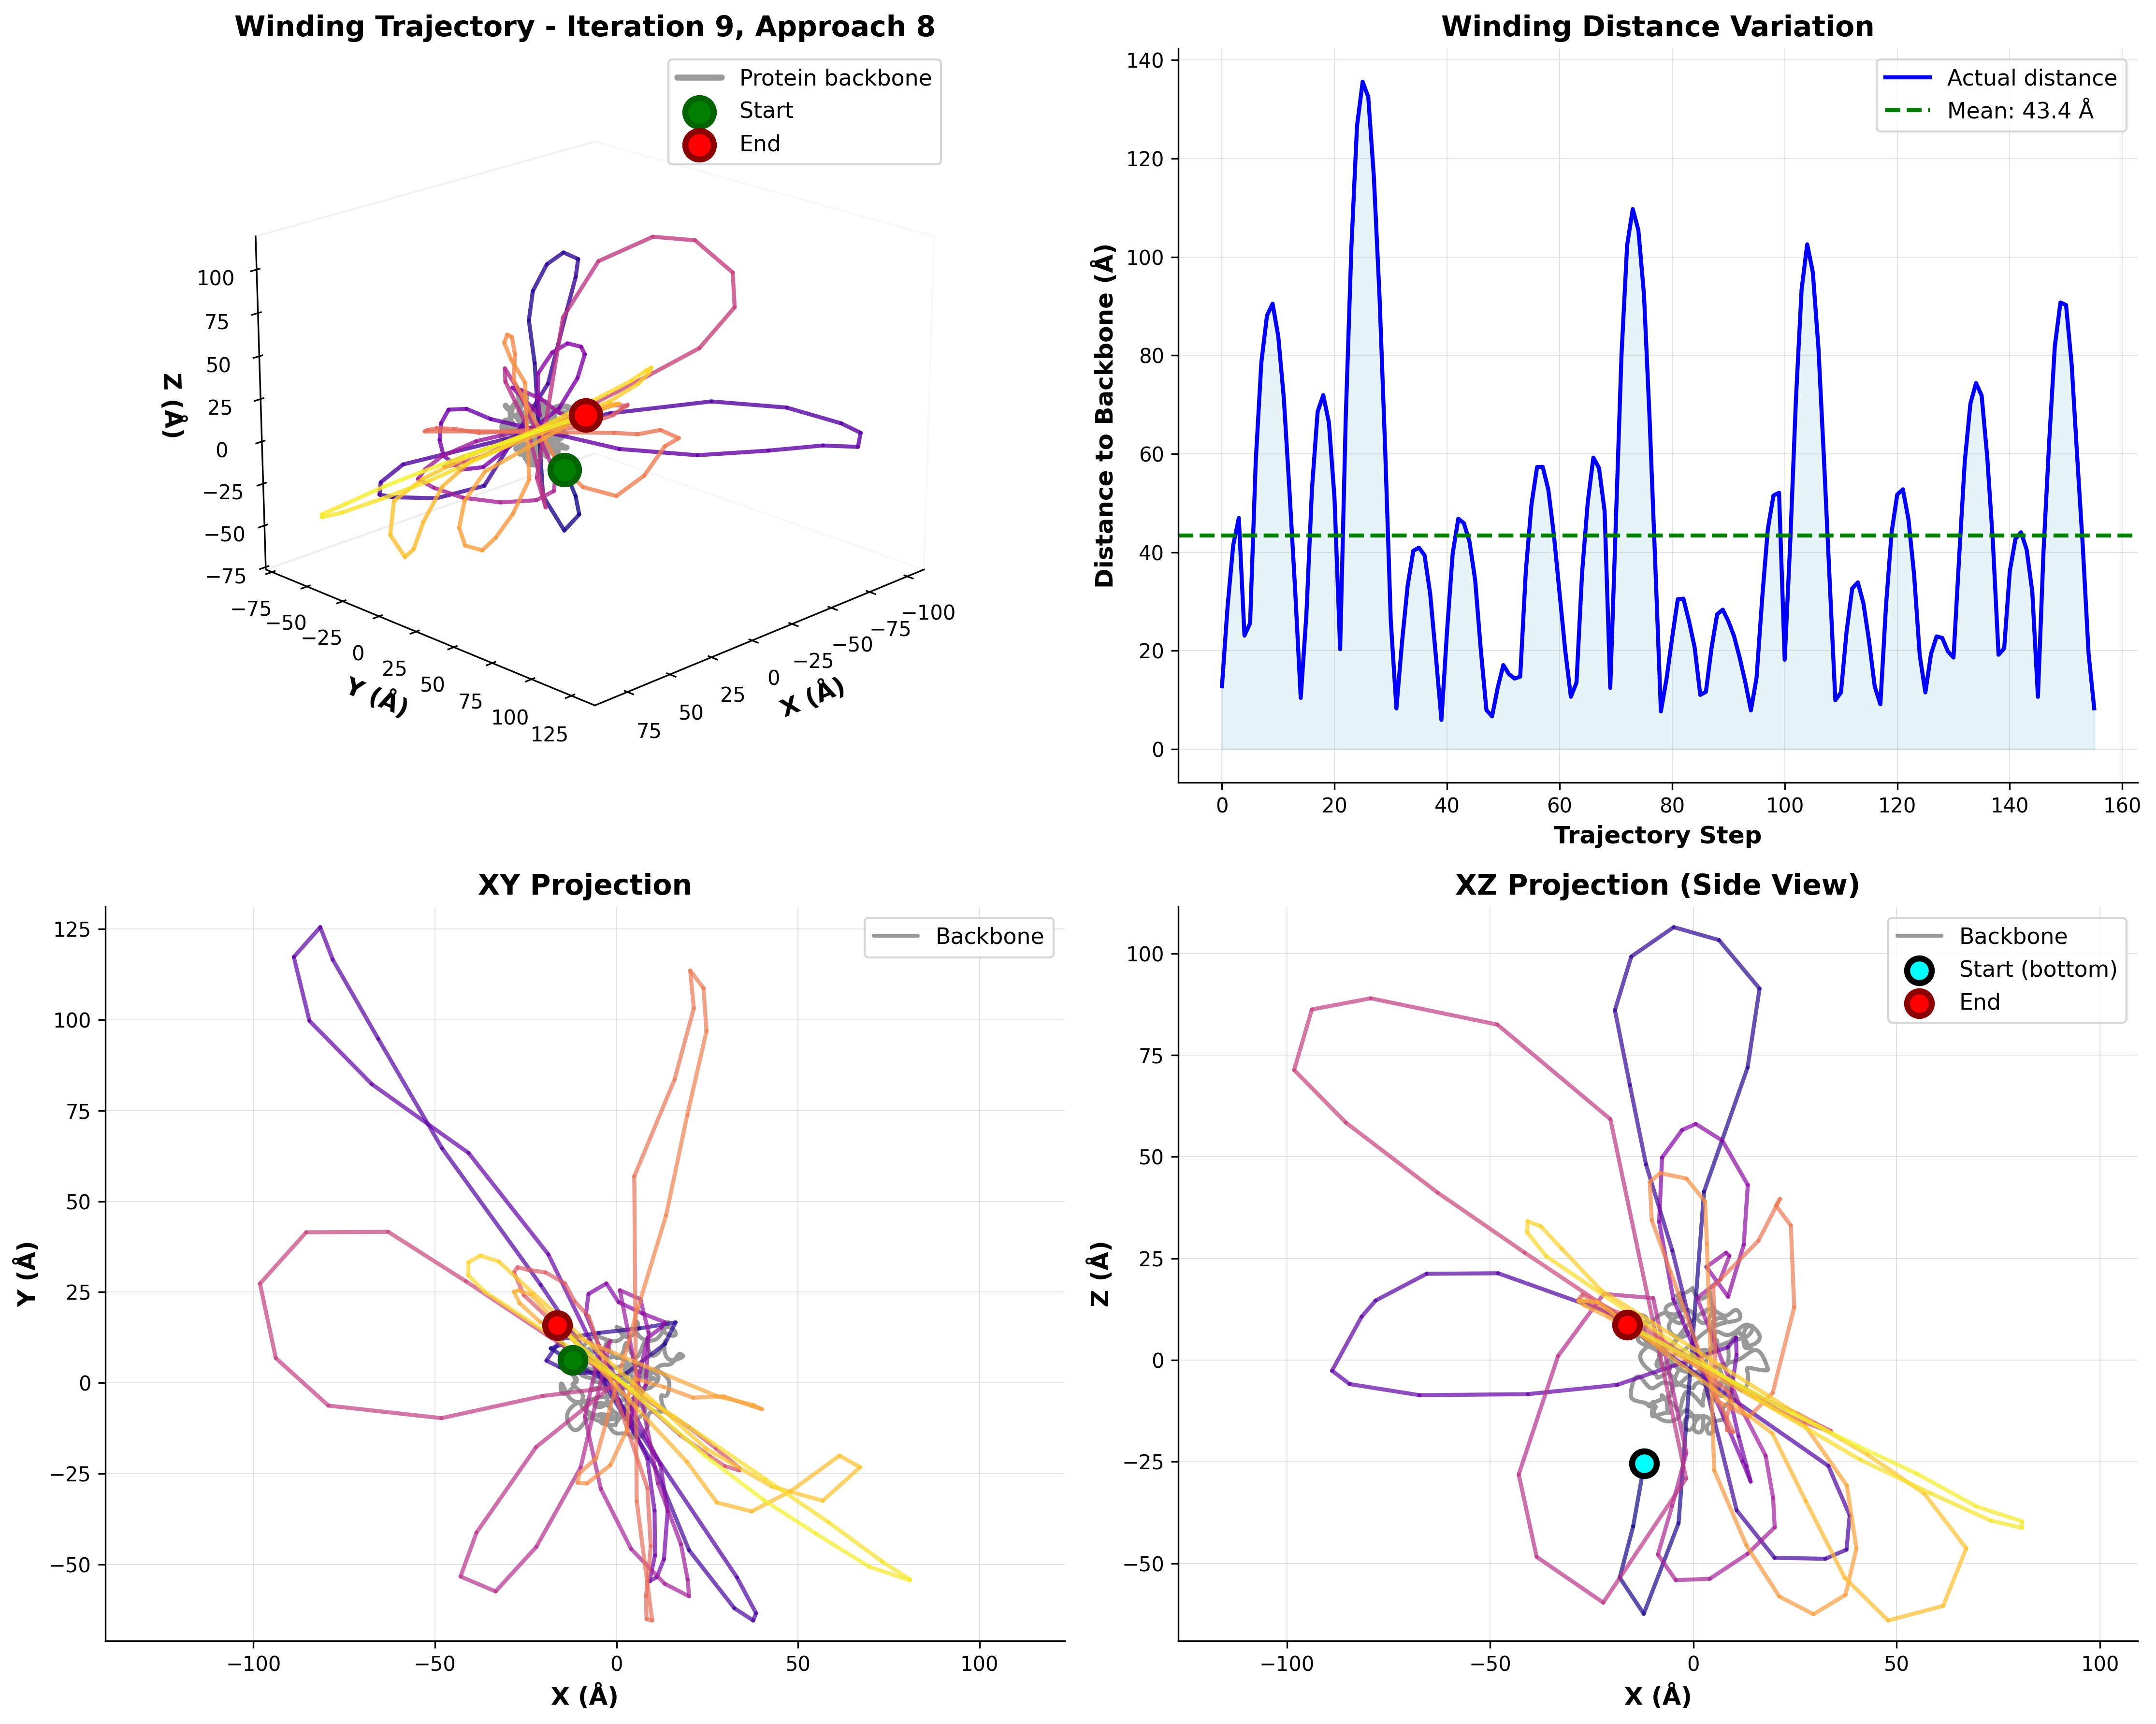 Winding Trajectory - Iteration 9, Approach 8
Protein backbone
Start
End
100
75
50
25
0
−25
−50
−75
Z (Å)
−75
−50
−25
0
25
50
75
100
125
Y (Å)
75
50
25
0
−25
−50
−75
−100
X (Å)
Winding Distance Variation
Actual distance
Mean: 43.4 Å
140
120
100
80
60
40
20
0
Distance to Backbone (Å)
0 20 40 60 80 100 120 140 160
Trajectory Step
XY Projection
Backbone
125
100
75
50
25
0
−25
−50
Y (Å)
−100 −50 0 50 100
X (Å)
XZ Projection (Side View)
Backbone
Start (bottom)
End
100
75
50
25
0
−25
−50
Z (Å)
−100 −50 0 50 100
X (Å)